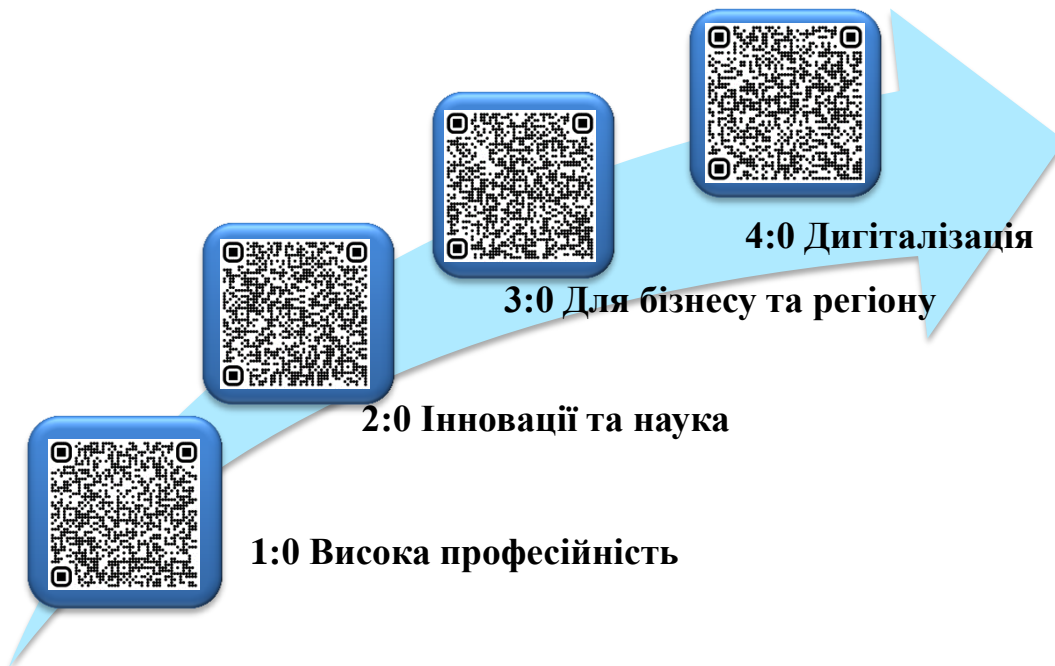 4:0 Дигіталізація
3:0 Для бізнесу та регіону
2:0 Інновації та наука
1:0 Висока професійність